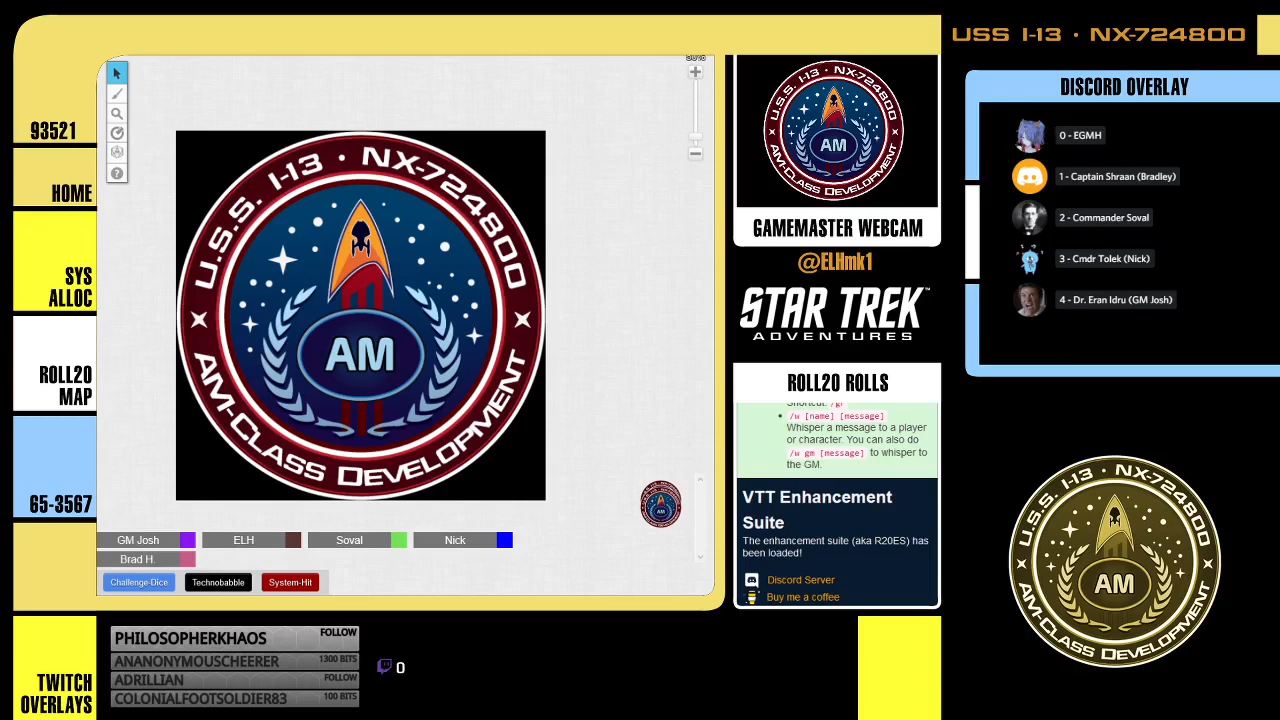 93521
HOME
SYS
ALLOC
ROLL20
MAP
65-3567
TWITCH
OVERLAYS
U.S.S. I-13 · NX-724800
AM
AM-CLASS DEVELOPMENT
GM Josh
ELH
Soval
Nick
Brad H.
Challenge-Dice
Technobabble
System-Hit
AM
PHILOSOPHERKHAOS FOLLOW
ANANONYMOUSCHEERER 1300 BITS
ADRILLIAN FOLLOW
COLONIALFOOTSOLDIER83 100 BITS
0
U.S.S. I-13 · NX-724800
AM
AM-CLASS DEVELOPMENT
GAMEMASTER WEBCAM
@ELHmk1
STAR TREK™
ADVENTURES
ROLL20 ROLLS
Shortcut: /gr
/w [name] [message]
Whisper a message to a player
or character. You can also do
/w gm [message] to whisper to
the GM.
VTT Enhancement
Suite
The enhancement suite (aka R20ES) has
been loaded!
Discord Server
Buy me a coffee
USS I-13 · NX-724800
DISCORD OVERLAY
0 - EGMH
1 - Captain Shraan (Bradley)
2 - Commander Soval
3 - Cmdr Tolek (Nick)
4 - Dr. Eran Idru (GM Josh)
U.S.S. I-13 · NX-724800
AM
AM-CLASS DEVELOPMENT